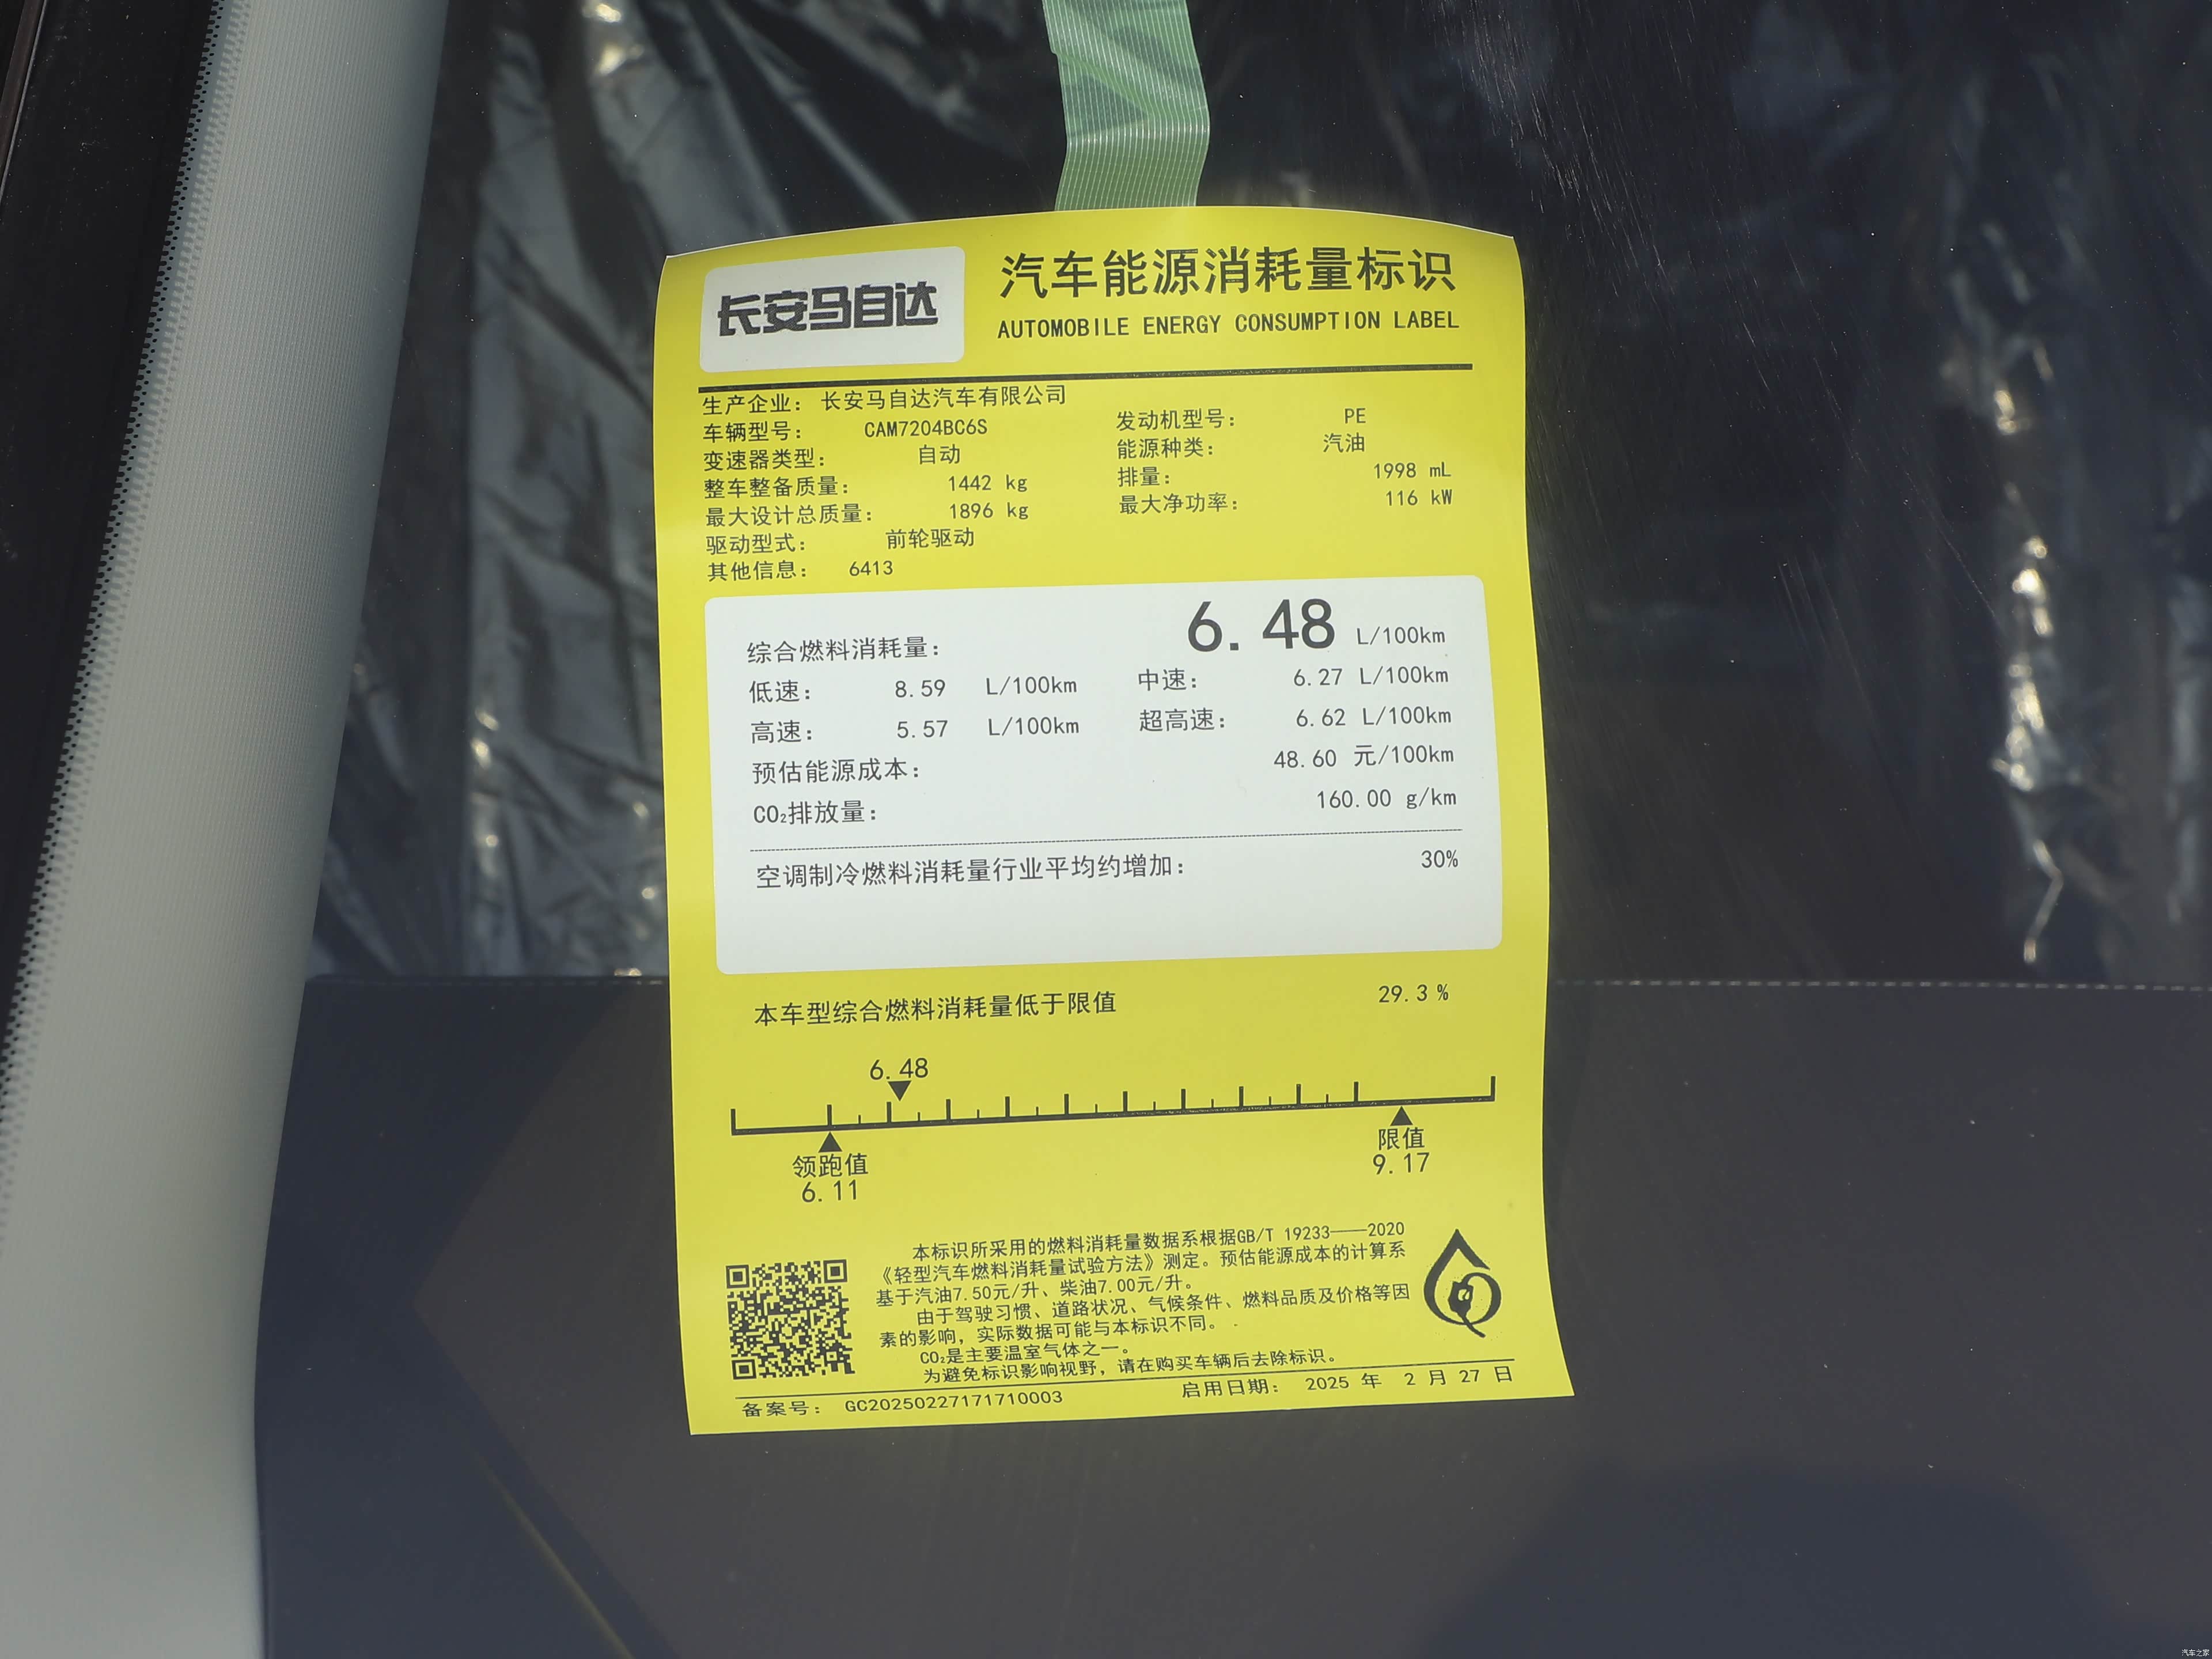 长安马自达
汽车能源消耗量标识
AUTOMOBILE ENERGY CONSUMPTION LABEL
生产企业: 长安马自达汽车有限公司
车辆型号: CAM7204BC6S 发动机型号: PE
变速器类型: 自动 能源种类: 汽油
整车整备质量: 1442 kg 排量: 1998 mL
最大设计总质量: 1896 kg 最大净功率: 116 kW
驱动型式: 前轮驱动
其他信息: 6413
综合燃料消耗量: 6.48 L/100km
低速: 8.59 L/100km 中速: 6.27 L/100km
高速: 5.57 L/100km 超高速: 6.62 L/100km
预估能源成本: 48.60 元/100km
CO₂排放量: 160.00 g/km
空调制冷燃料消耗量行业平均约增加: 30%
本车型综合燃料消耗量低于限值 29.3 %
6.48
领跑值 限值
6.11 9.17
本标识所采用的燃料消耗量数据系根据GB/T 19233——2020
《轻型汽车燃料消耗量试验方法》测定。预估能源成本的计算系
基于汽油7.50元/升、柴油7.00元/升。
由于驾驶习惯、道路状况、气候条件、燃料品质及价格等因
素的影响，实际数据可能与本标识不同。
CO₂是主要温室气体之一。
为避免标识影响视野，请在购买车辆后去除标识。
备案号: GC20250227171710003 启用日期: 2025 年 2 月 27 日
汽车之家